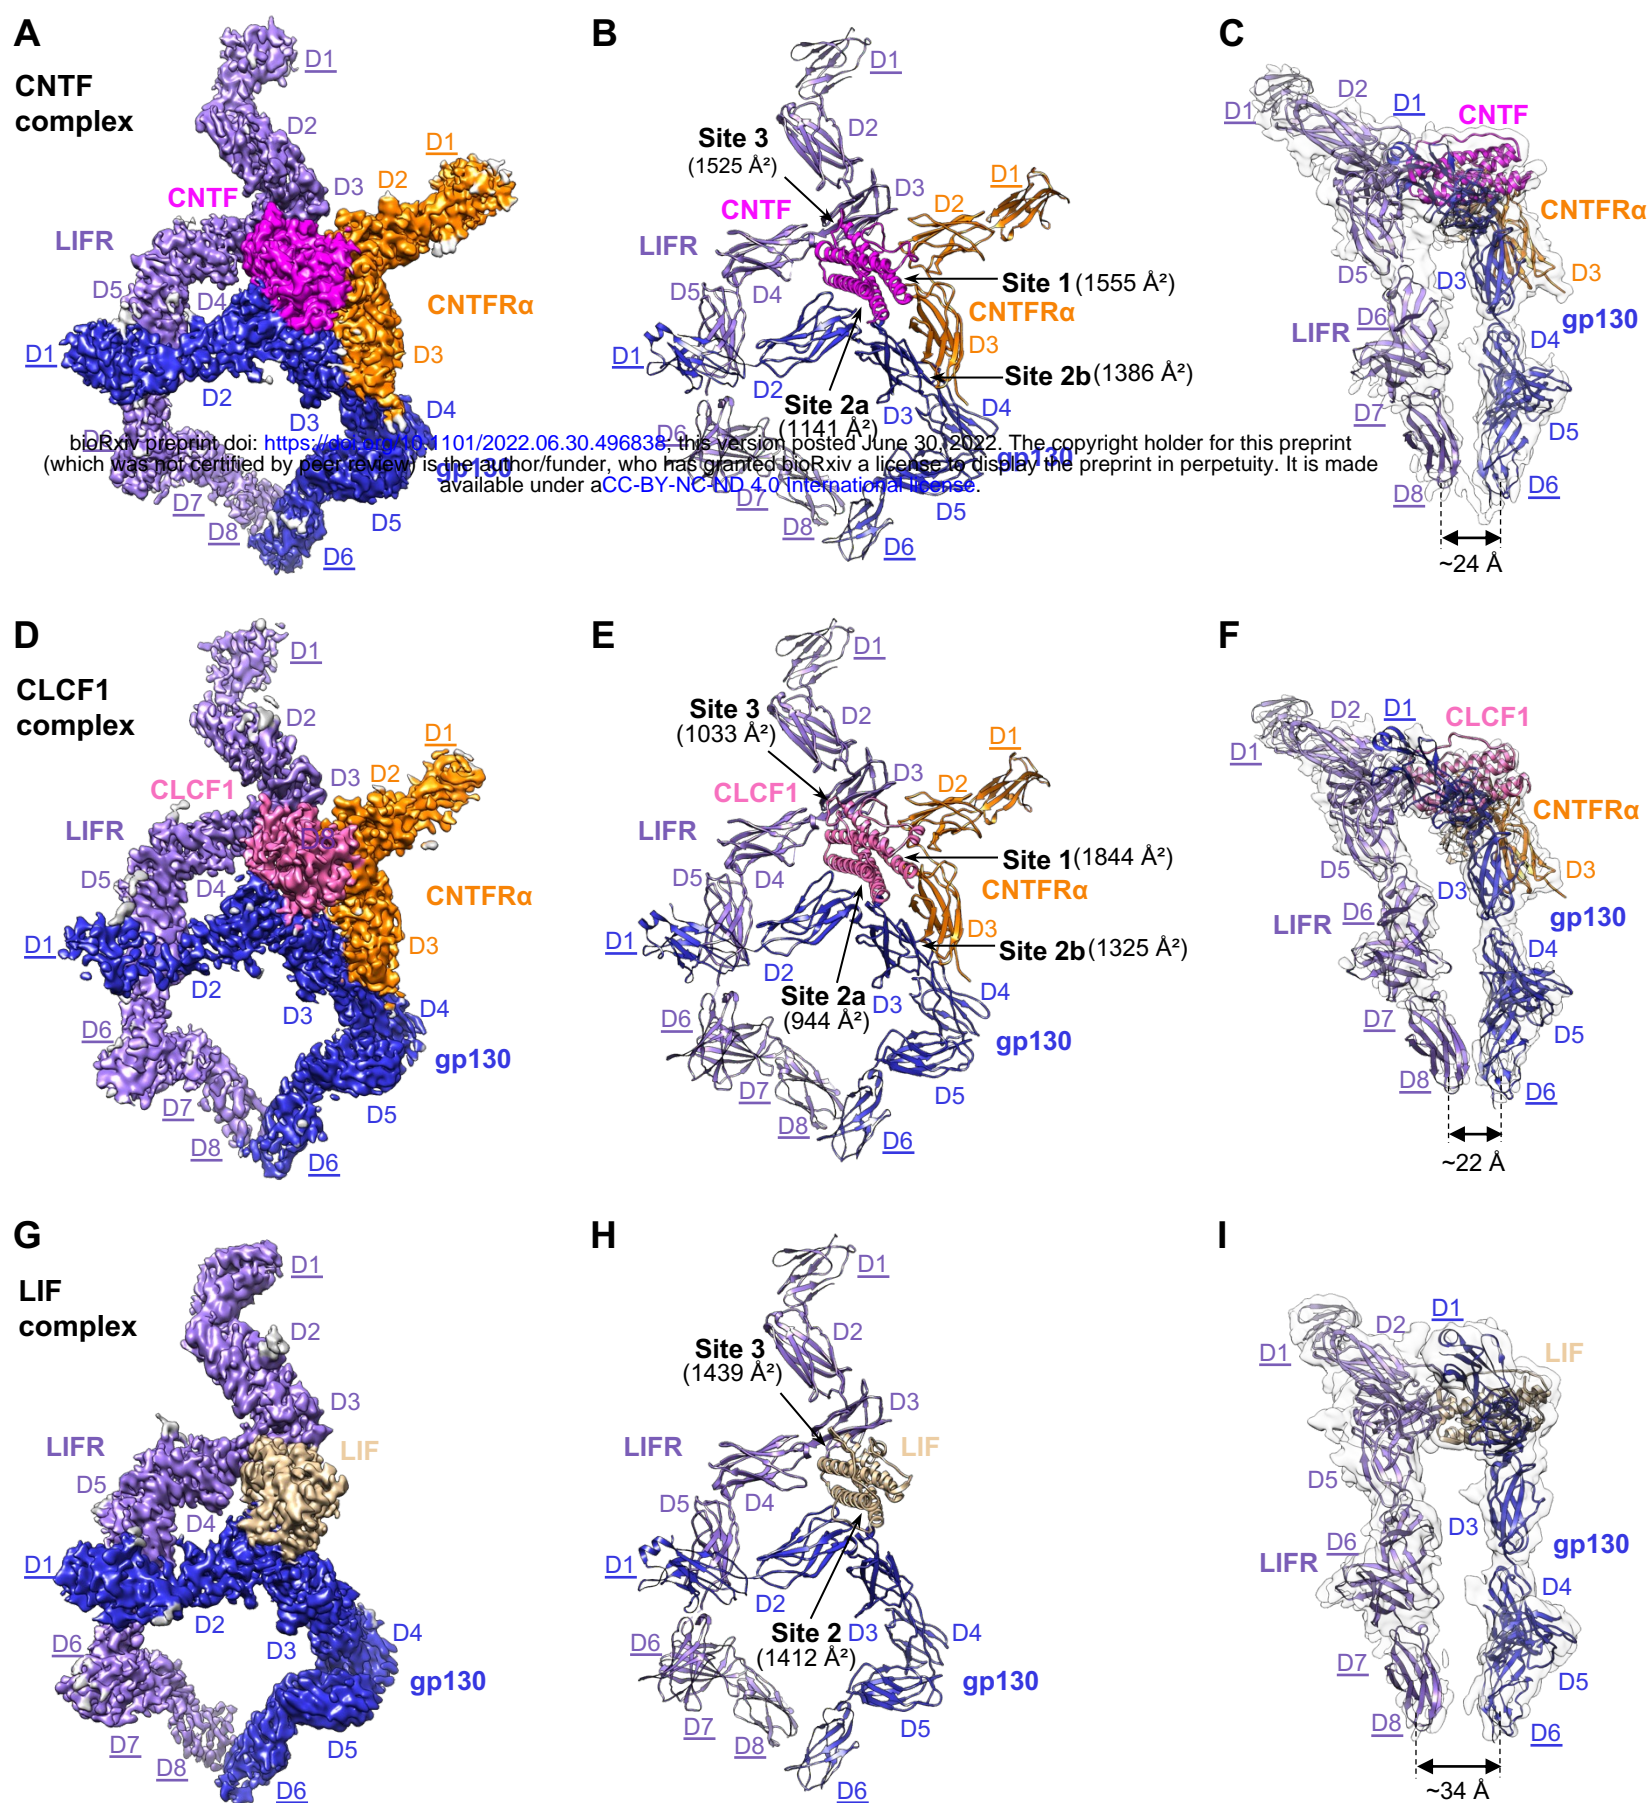 A
CNTF
complex
D1
D2
D1
D3
D2
CNTF
LIFR
D5
D4
CNTFRα
D1
D3
D2
D3
D4
D6
gp130
D7
D5
D8
D6
B
D1
Site 3
(1525 Å²)
D2
D1
D3
D2
CNTF
LIFR
Site 1 (1555 Å²)
D5
D4
CNTFRα
D1
D3
Site 2b (1386 Å²)
D2
Site 2a
(1141 Å²)
D3
D4
D6
gp130
D7
D5
D8
D6
C
D2
D1
CNTF
D1
CNTFRα
D5
D3
D3
D6
gp130
LIFR
D4
D7
D5
D8
D6
~24 Å
bioRxiv preprint doi: https://doi.org/10.1101/2022.06.30.496838; this version posted June 30, 2022. The copyright holder for this preprint
(which was not certified by peer review) is the author/funder, who has granted bioRxiv a license to display the preprint in perpetuity. It is made
available under aCC-BY-NC-ND 4.0 International license.
D
CLCF1
complex
D1
D2
D1
D3
D2
CLCF1
LIFR
D5
D4
CNTFRα
D1
D3
D2
D3
D4
D6
gp130
D7
D5
D8
D6
E
D1
Site 3
(1033 Å²)
D2
D1
D3
D2
CLCF1
LIFR
Site 1 (1844 Å²)
D5
D4
CNTFRα
D1
D3
Site 2b (1325 Å²)
D2
Site 2a
(944 Å²)
D3
D4
D6
gp130
D7
D5
D8
D6
F
D2
D1
CLCF1
D1
CNTFRα
D5
D3
D3
D6
gp130
LIFR
D4
D7
D5
D8
D6
~22 Å
G
LIF
complex
D1
D2
D3
LIFR
LIF
D5
D4
D1
D2
D3
D4
D6
gp130
D7
D5
D8
D6
H
D1
Site 3
(1439 Å²)
D2
D3
LIFR
LIF
D5
D4
D1
D2
Site 2
(1412 Å²)
D3
D4
D6
gp130
D7
D5
D8
D6
I
D1
D2
D1
LIF
D5
D3
D6
gp130
LIFR
D4
D7
D5
D8
D6
~34 Å